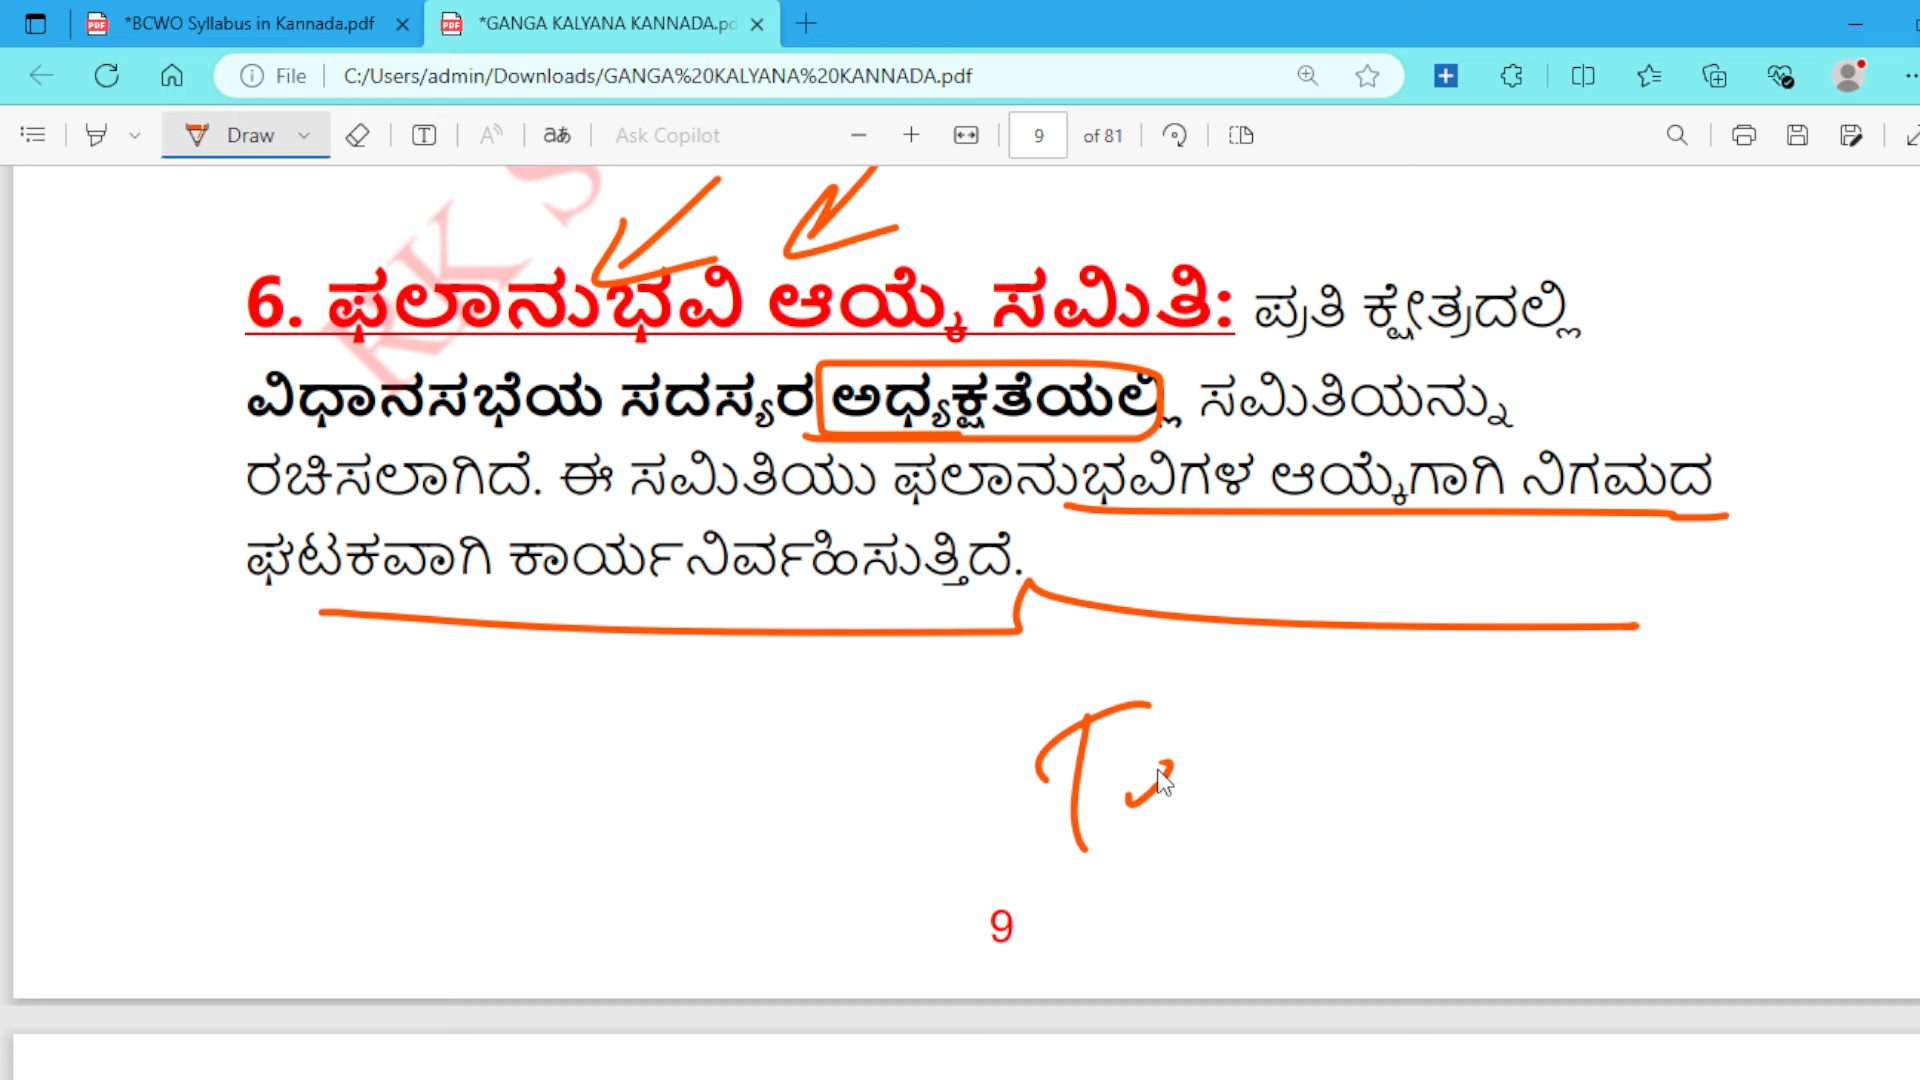 *BCWO Syllabus in Kannada.pdf
*GANGA KALYANA KANNADA.pd
File
C:/Users/admin/Downloads/GANGA%20KALYANA%20KANNADA.pdf
Draw
Ask Copilot
9
of 81
RK S
6. ಫಲಾನುಭವಿ ಆಯ್ಕೆ ಸಮಿತಿ: ಪ್ರತಿ ಕ್ಷೇತ್ರದಲ್ಲಿ
ವಿಧಾನಸಭೆಯ ಸದಸ್ಯರ ಅಧ್ಯಕ್ಷತೆಯಲ್ಲಿ ಸಮಿತಿಯನ್ನು
ರಚಿಸಲಾಗಿದೆ. ಈ ಸಮಿತಿಯು ಫಲಾನುಭವಿಗಳ ಆಯ್ಕೆಗಾಗಿ ನಿಗಮದ
ಘಟಕವಾಗಿ ಕಾರ್ಯನಿರ್ವಹಿಸುತ್ತಿದೆ.
9